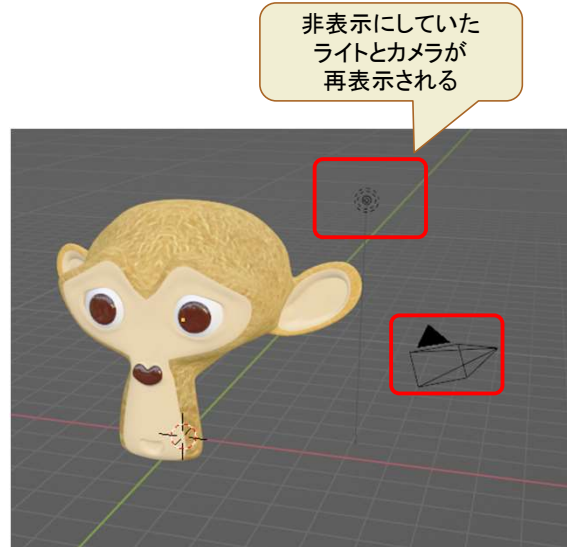 非表示にしていた
ライトとカメラが
再表示される